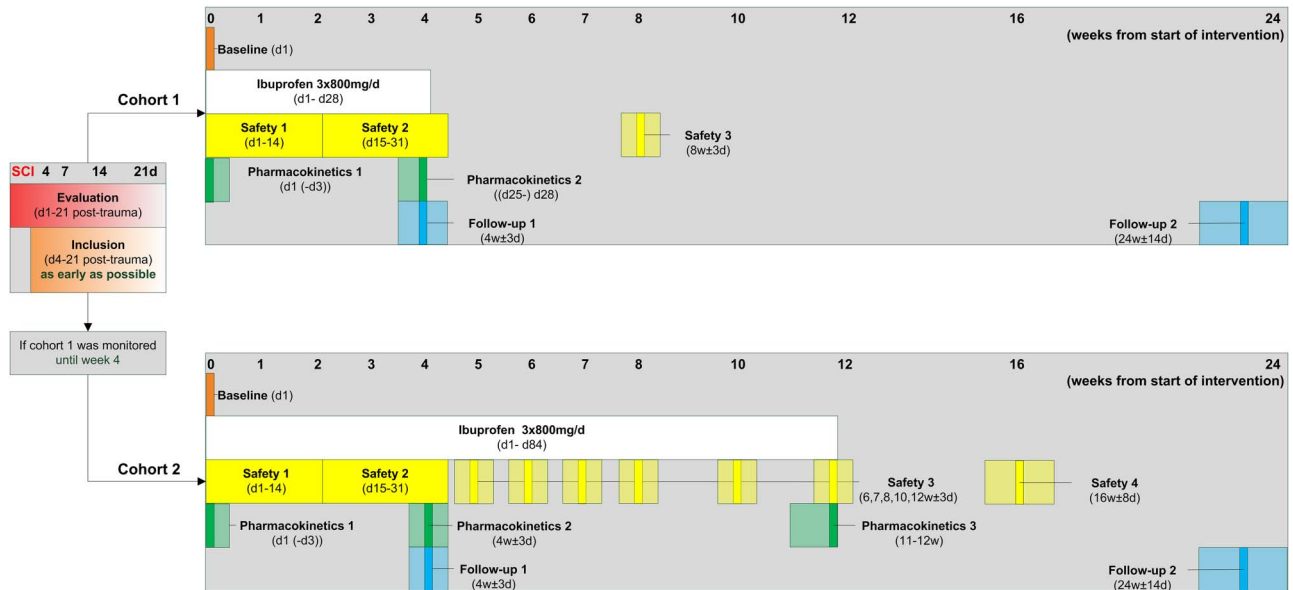 0 1 2 4 5 6 7 8 10 12 16 24
(weeks from start of intervention)
Baseline (d1)
Ibuprofen 3x800mg/d
(d1- d28)
Cohort 1
Safety 1
(d1-14)
Safety 2
(d15-31)
Safety 3
(8w±3d)
Pharmacokinetics 1
(d1 (-d3))
Pharmacokinetics 2
((d25-) d28)
Follow-up 1
(4w±3d)
Follow-up 2
(24w±14d)
SCI 4 7 14 21d
Evaluation
(d1-21 post-trauma)
Inclusion
(d4-21 post-trauma)
as early as possible
If cohort 1 was monitored
until week 4
0 1 2 4 5 6 7 8 10 12 16 24
(weeks from start of intervention)
Baseline (d1)
Ibuprofen 3x800mg/d
(d1- d84)
Cohort 2
Safety 1
(d1-14)
Safety 2
(d15-31)
Safety 3
(6,7,8,10,12w±3d)
Safety 4
(16w±8d)
Pharmacokinetics 1
(d1 (-d3))
Pharmacokinetics 2
(4w±3d)
Pharmacokinetics 3
(11-12w)
Follow-up 1
(4w±3d)
Follow-up 2
(24w±14d)